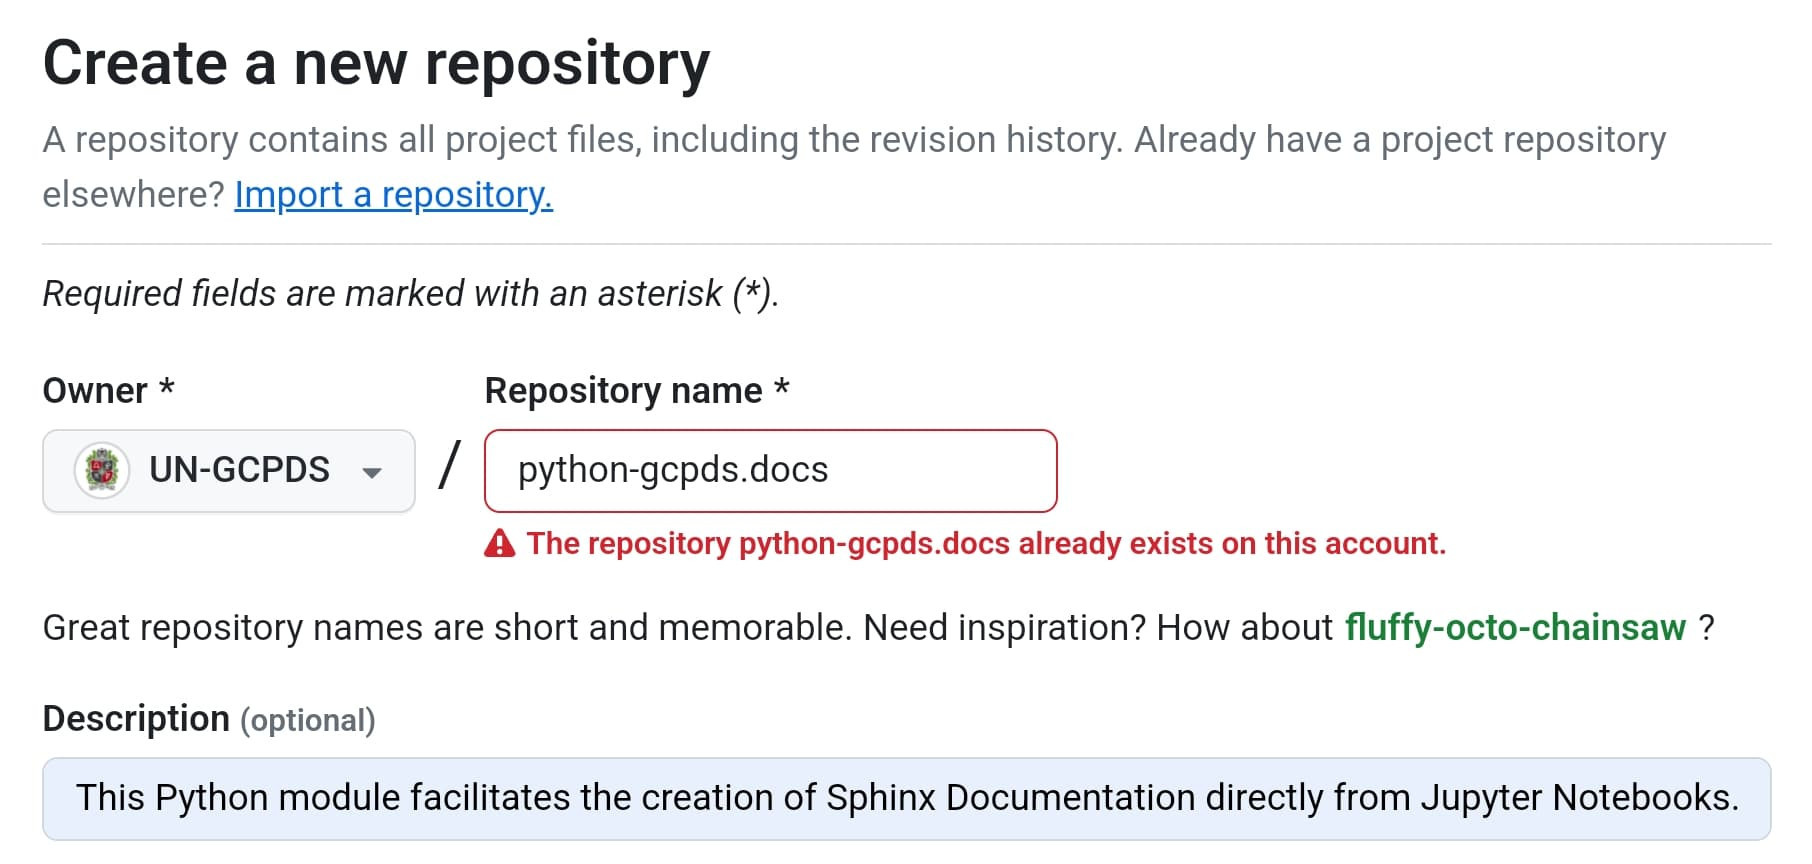 Create a new repository
A repository contains all project files, including the revision history. Already have a project repository
elsewhere? Import a repository.
Required fields are marked with an asterisk (*).
Owner * Repository name *
UN-GCPDS / python-gcpds.docs
The repository python-gcpds.docs already exists on this account.
Great repository names are short and memorable. Need inspiration? How about fluffy-octo-chainsaw ?
Description (optional)
This Python module facilitates the creation of Sphinx Documentation directly from Jupyter Notebooks.